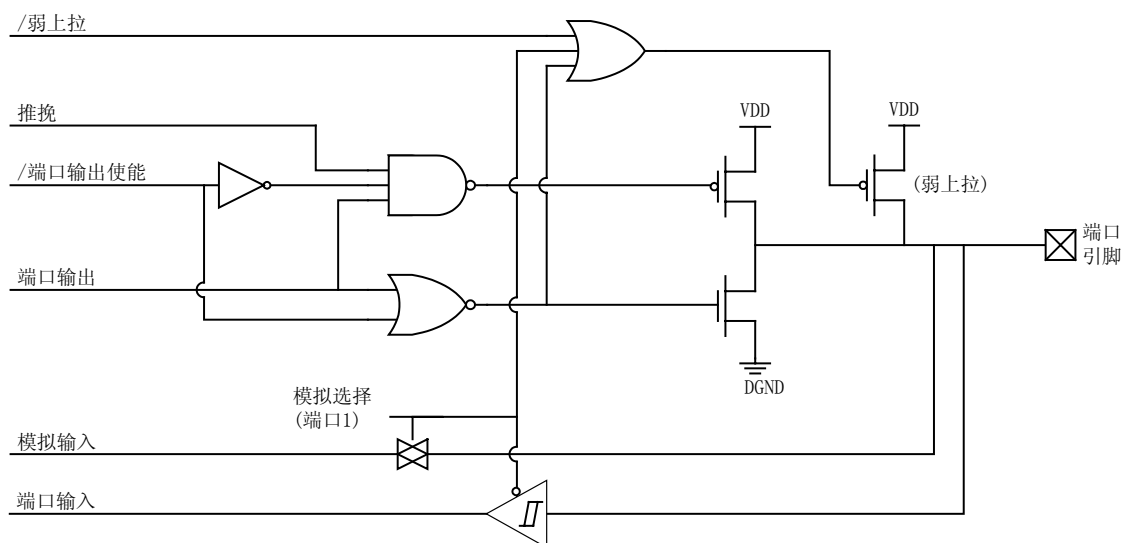 /弱上拉
推挽
VDD
VDD
/端口输出使能
(弱上拉)
端口
引脚
端口输出
模拟选择
(端口1)
DGND
模拟输入
端口输入